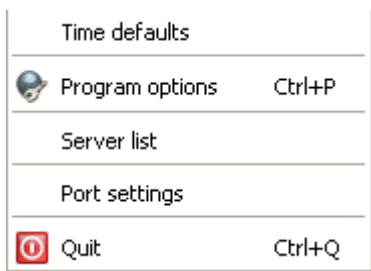 Time defaults
Program options Ctrl+P
Server list
Port settings
Quit Ctrl+Q